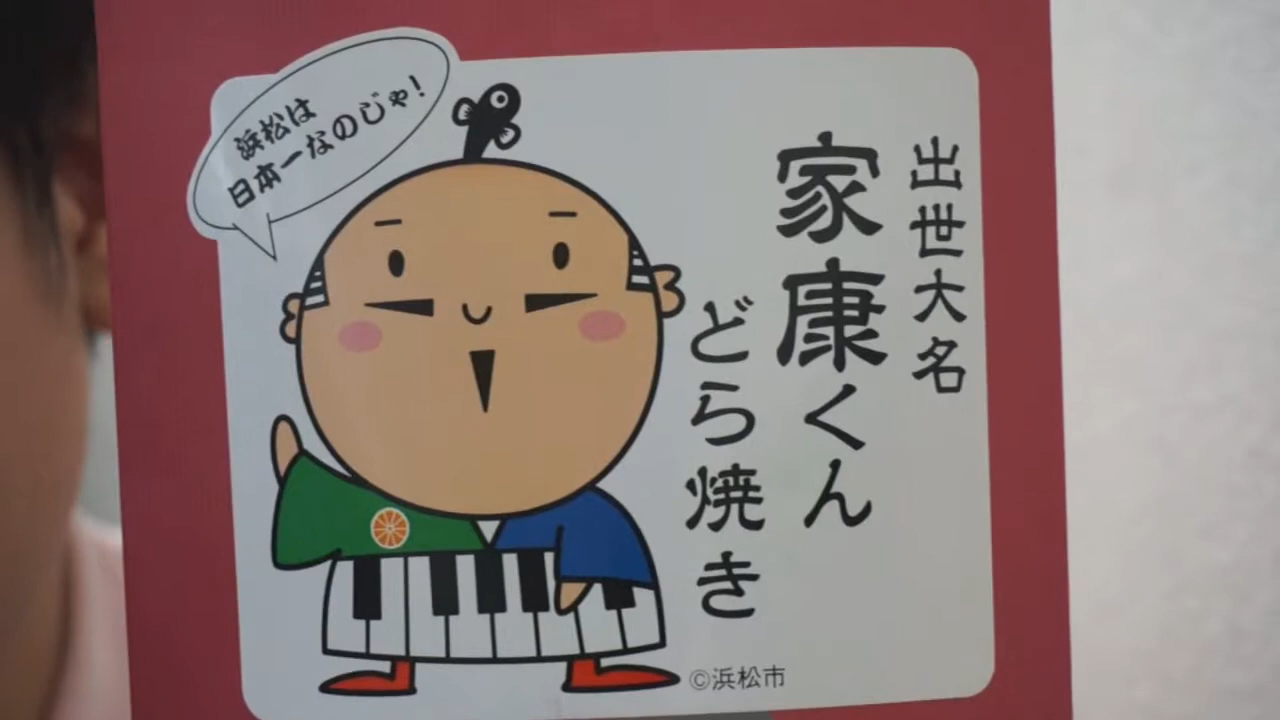 浜松は
日本一なのじゃ!
出世大名
家康くん
どら焼き
©浜松市